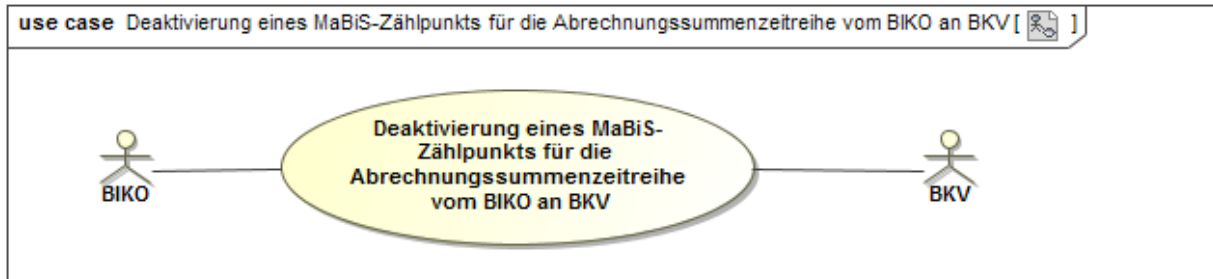 use case Deaktivierung eines MaBiS-Zählpunkts für die Abrechnungssummenzeitreihe vom BIKO an BKV [ ]
Deaktivierung eines MaBiS-
Zählpunkts für die
Abrechnungssummenzeitreihe
vom BIKO an BKV
BIKO
BKV